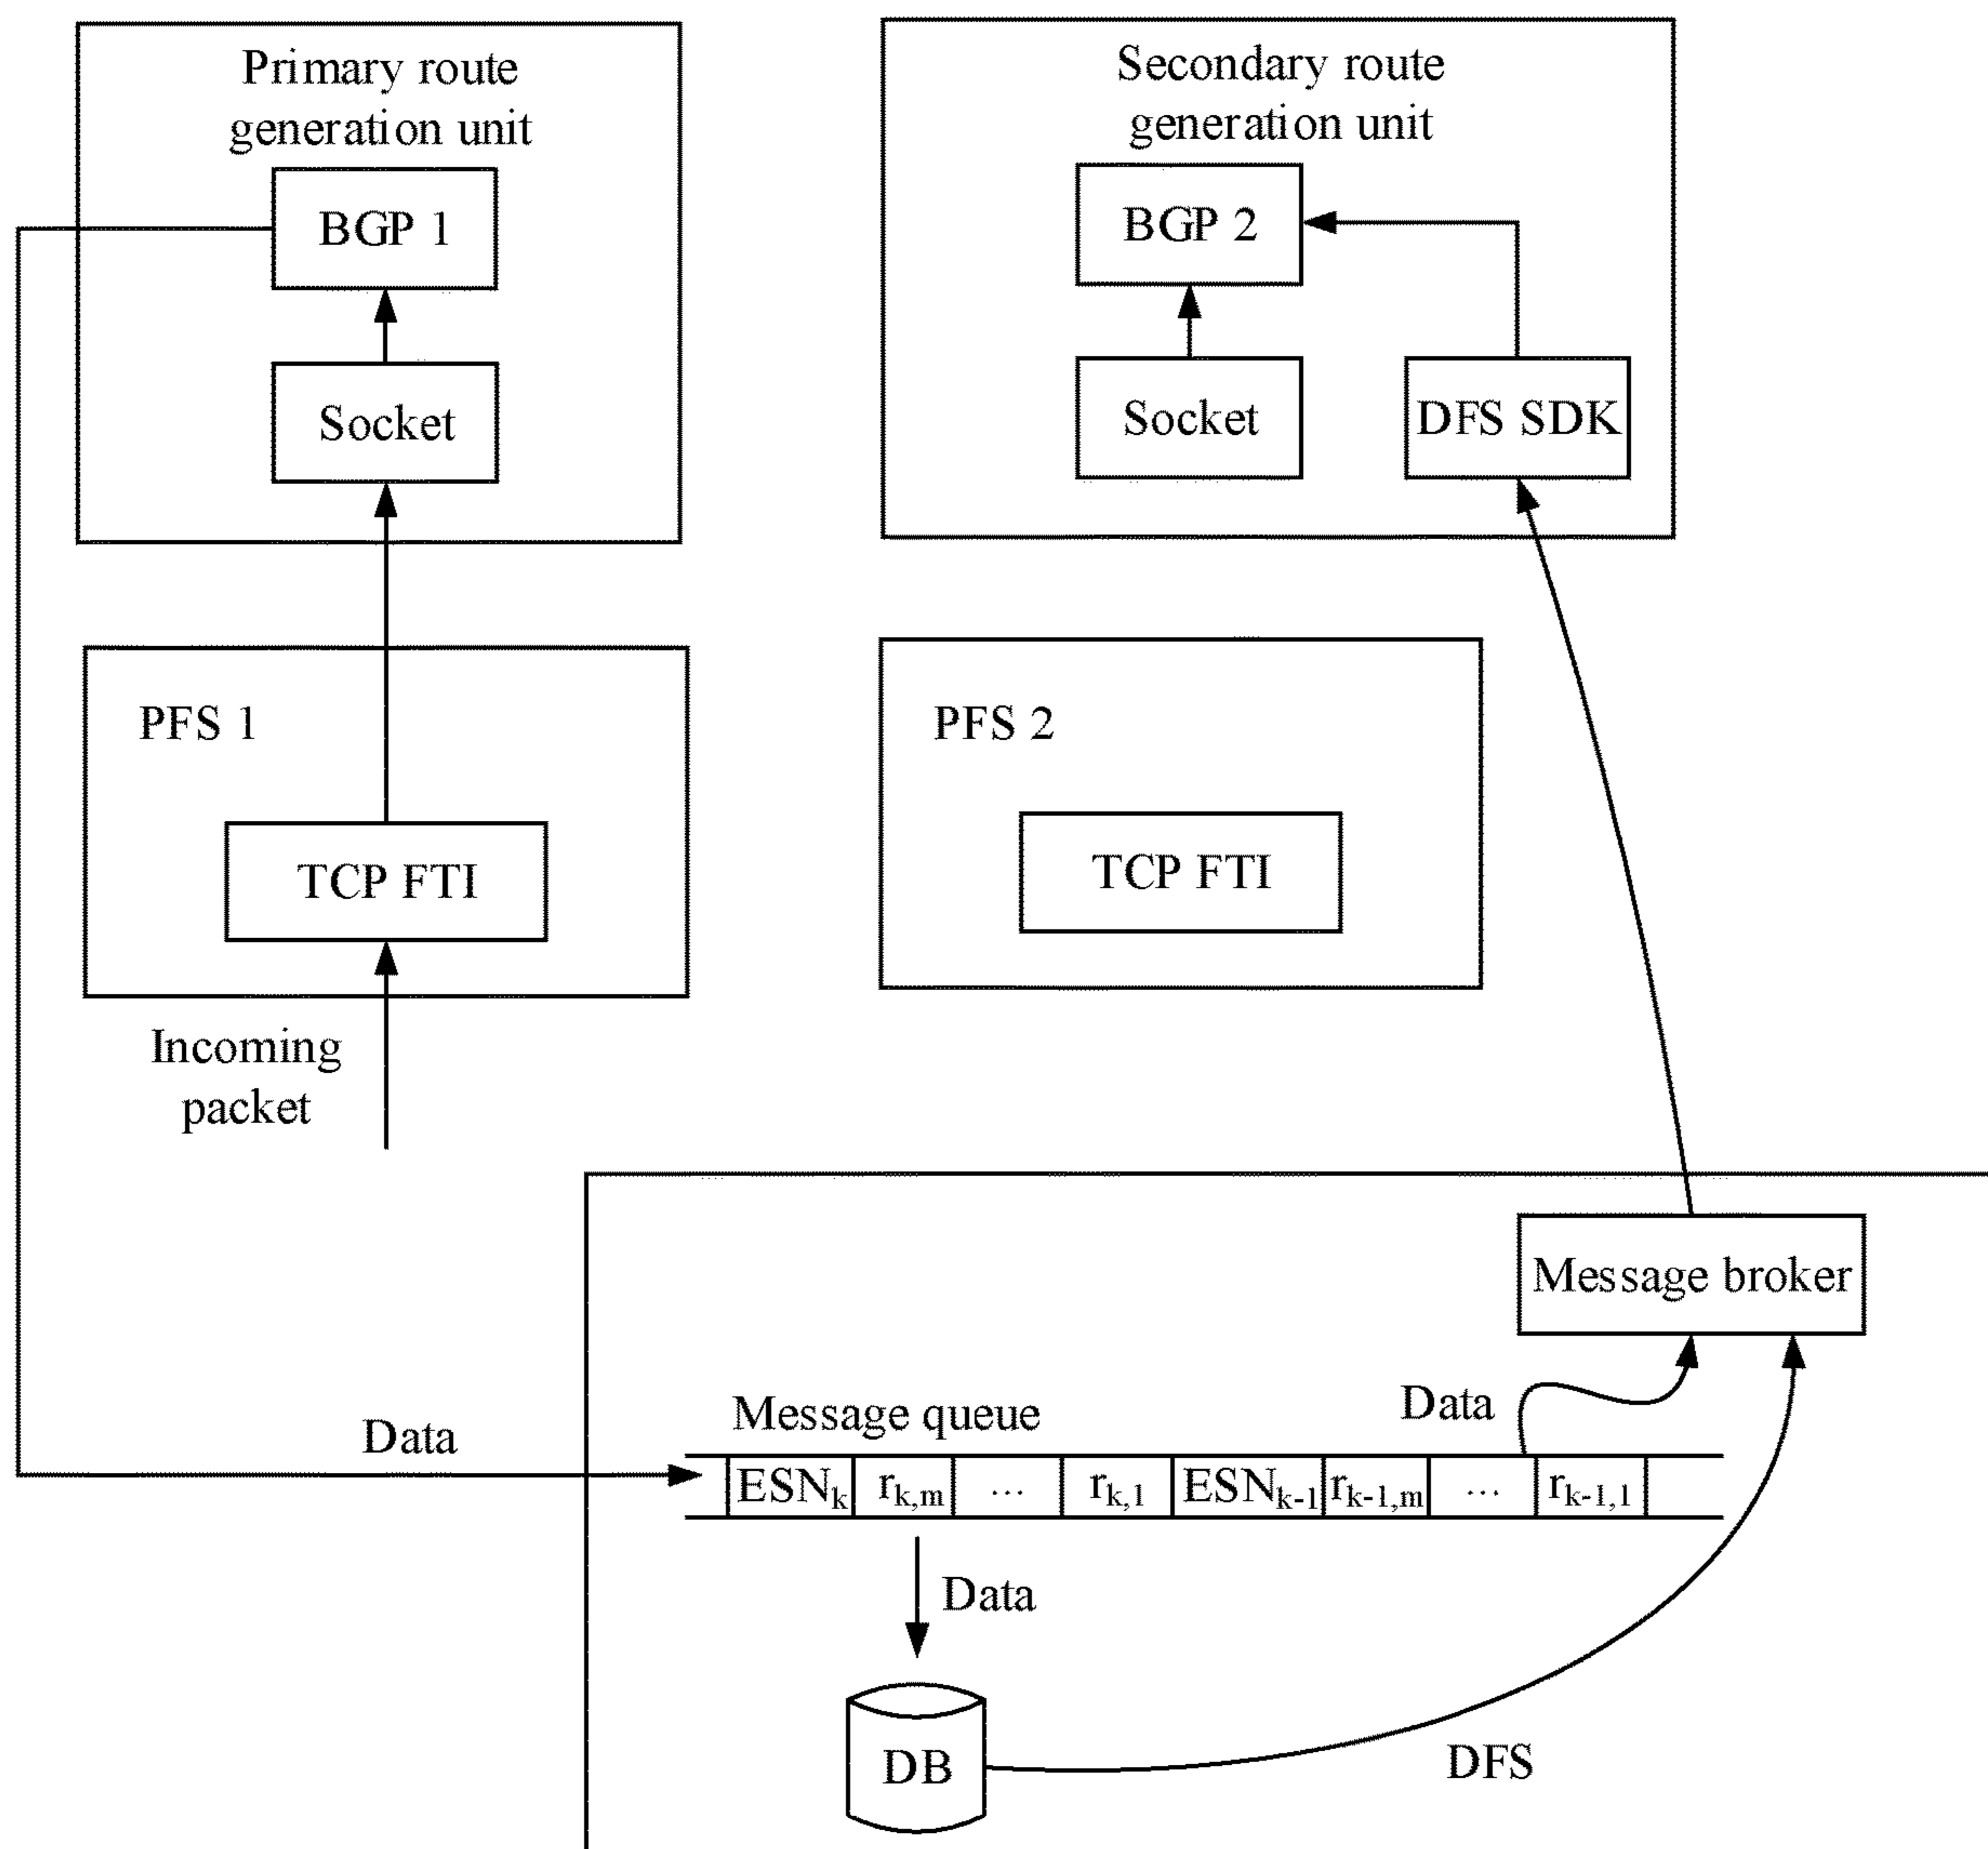 Primary route
generation unit
BGP 1
Socket
Secondary route
generation unit
BGP 2
Socket
DFS SDK
PFS 1
TCP FTI
PFS 2
TCP FTI
Incoming
packet
Message broker
Data
Message queue
Data
ESNk rk,m ... rk,1 ESNk-1 rk-1,m ... rk-1,1
Data
DB
DFS